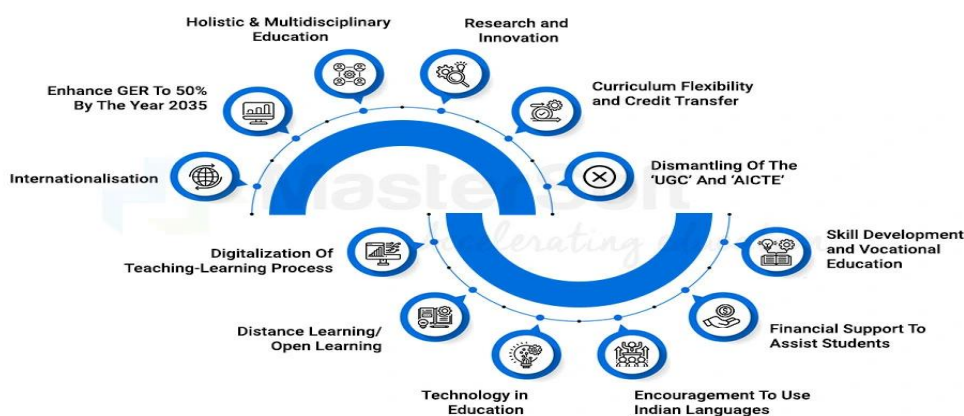 Holistic & Multidisciplinary
Education
Research and
Innovation
Enhance GER To 50%
By The Year 2035
Curriculum Flexibility
and Credit Transfer
Internationalisation
Dismantling Of The
‘UGC’ And ‘AICTE’
MasterSoft
Accelerating
Digitalization Of
Teaching-Learning Process
Skill Development
and Vocational
Education
Distance Learning/
Open Learning
Financial Support To
Assist Students
Technology in
Education
Encouragement To Use
Indian Languages